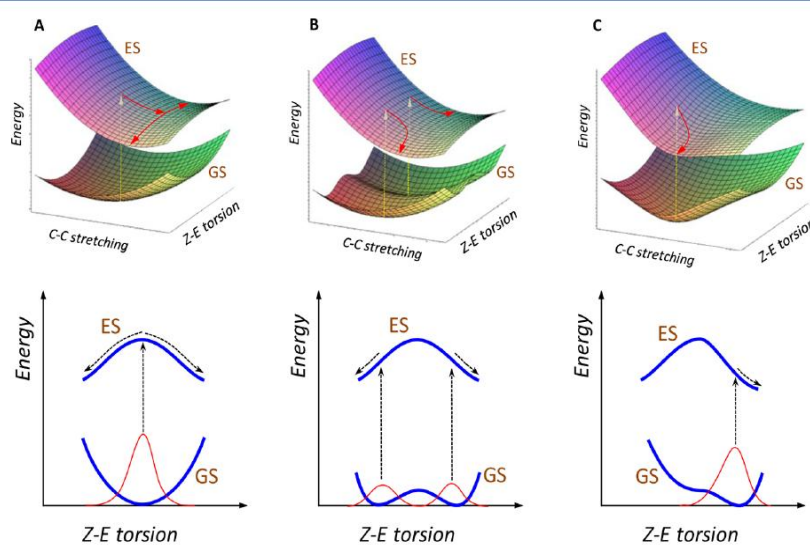 A
ES
Energy
GS
C-C stretching
Z-E torsion
B
ES
Energy
GS
C-C stretching
Z-E torsion
C
ES
Energy
GS
C-C stretching
Z-E torsion
Energy
ES
GS
Z-E torsion
Energy
ES
GS
Z-E torsion
Energy
ES
GS
Z-E torsion